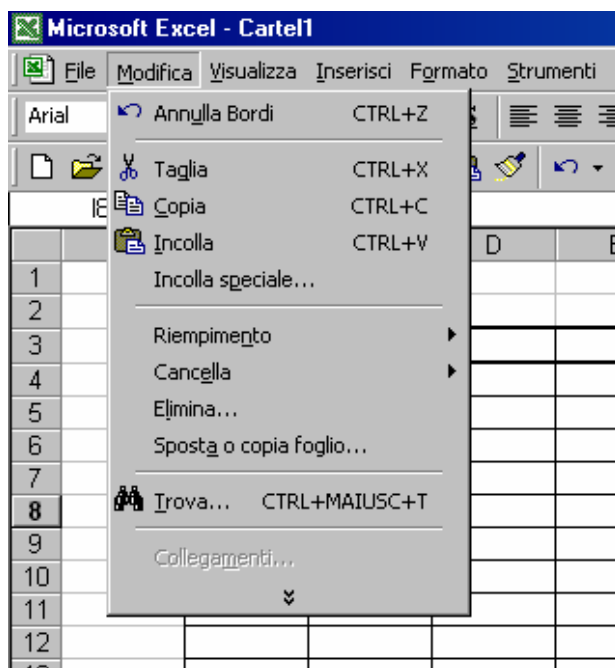 Microsoft Excel - Cartel1
File Modifica Visualizza Inserisci Formato Strumenti
Arial
Annulla Bordi CTRL+Z
Taglia CTRL+X
Copia CTRL+C
Incolla CTRL+V
Incolla speciale...
Riempimento
Cancella
Elimina...
Sposta o copia foglio...
Trova... CTRL+MAIUSC+T
Collegamenti...
D
1
2
3
4
5
6
7
8
9
10
11
12